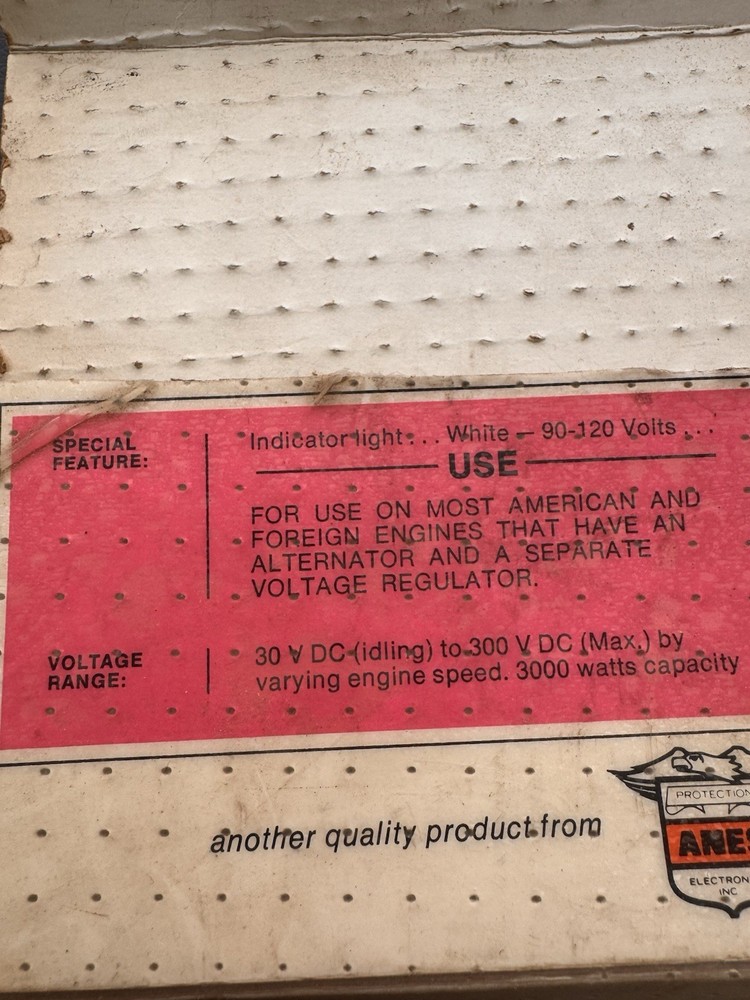 SPECIAL
FEATURE:
Indicator light... White — 90-120 Volts...
USE
FOR USE ON MOST AMERICAN AND
FOREIGN ENGINES THAT HAVE AN
ALTERNATOR AND A SEPARATE
VOLTAGE REGULATOR.
VOLTAGE
RANGE:
30 V DC (idling) to 300 V DC (Max.) by
varying engine speed. 3000 watts capacity
another quality product from
PROTECTION
ELECTRON
INC